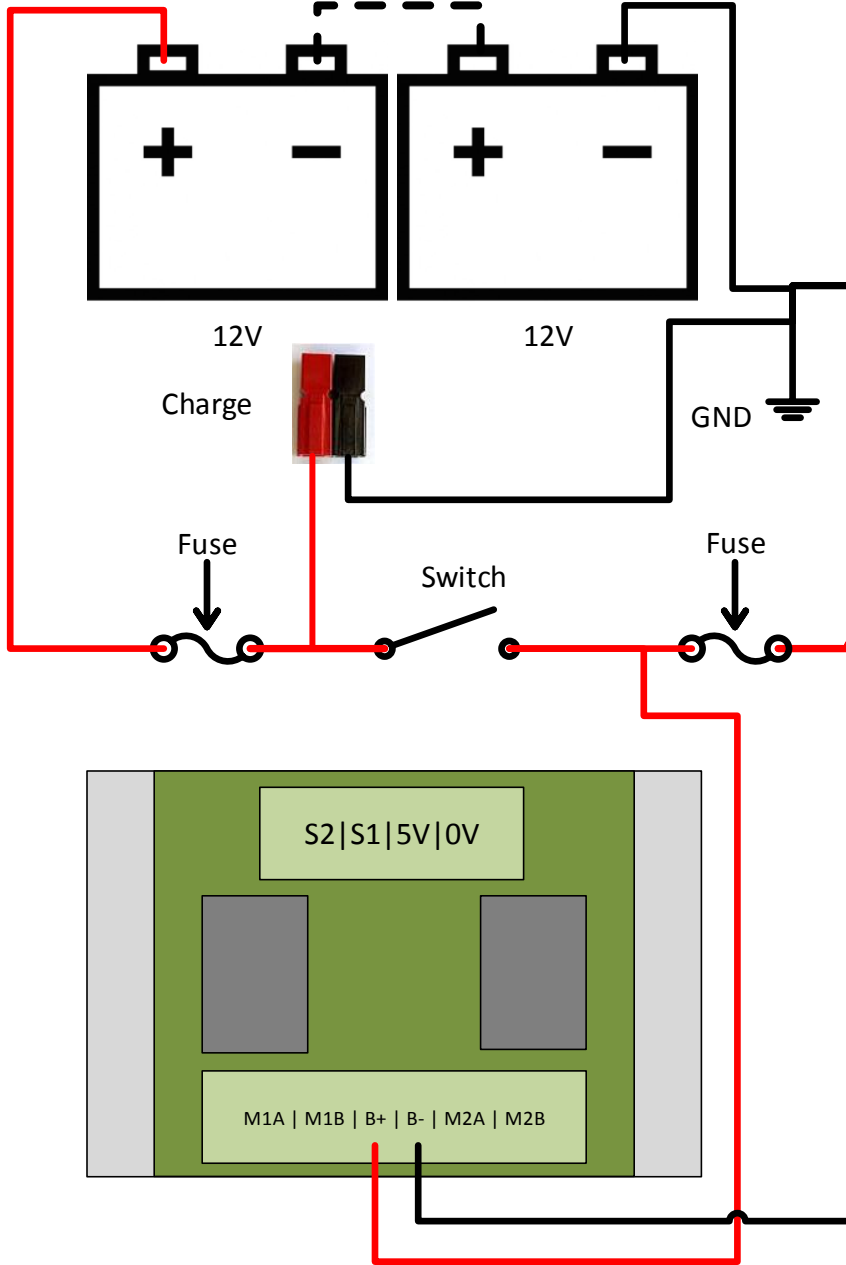 + − + −
12V 12V
Charge
GND
Fuse Fuse
Switch
S2|S1|5V|0V
M1A | M1B | B+ | B- | M2A | M2B